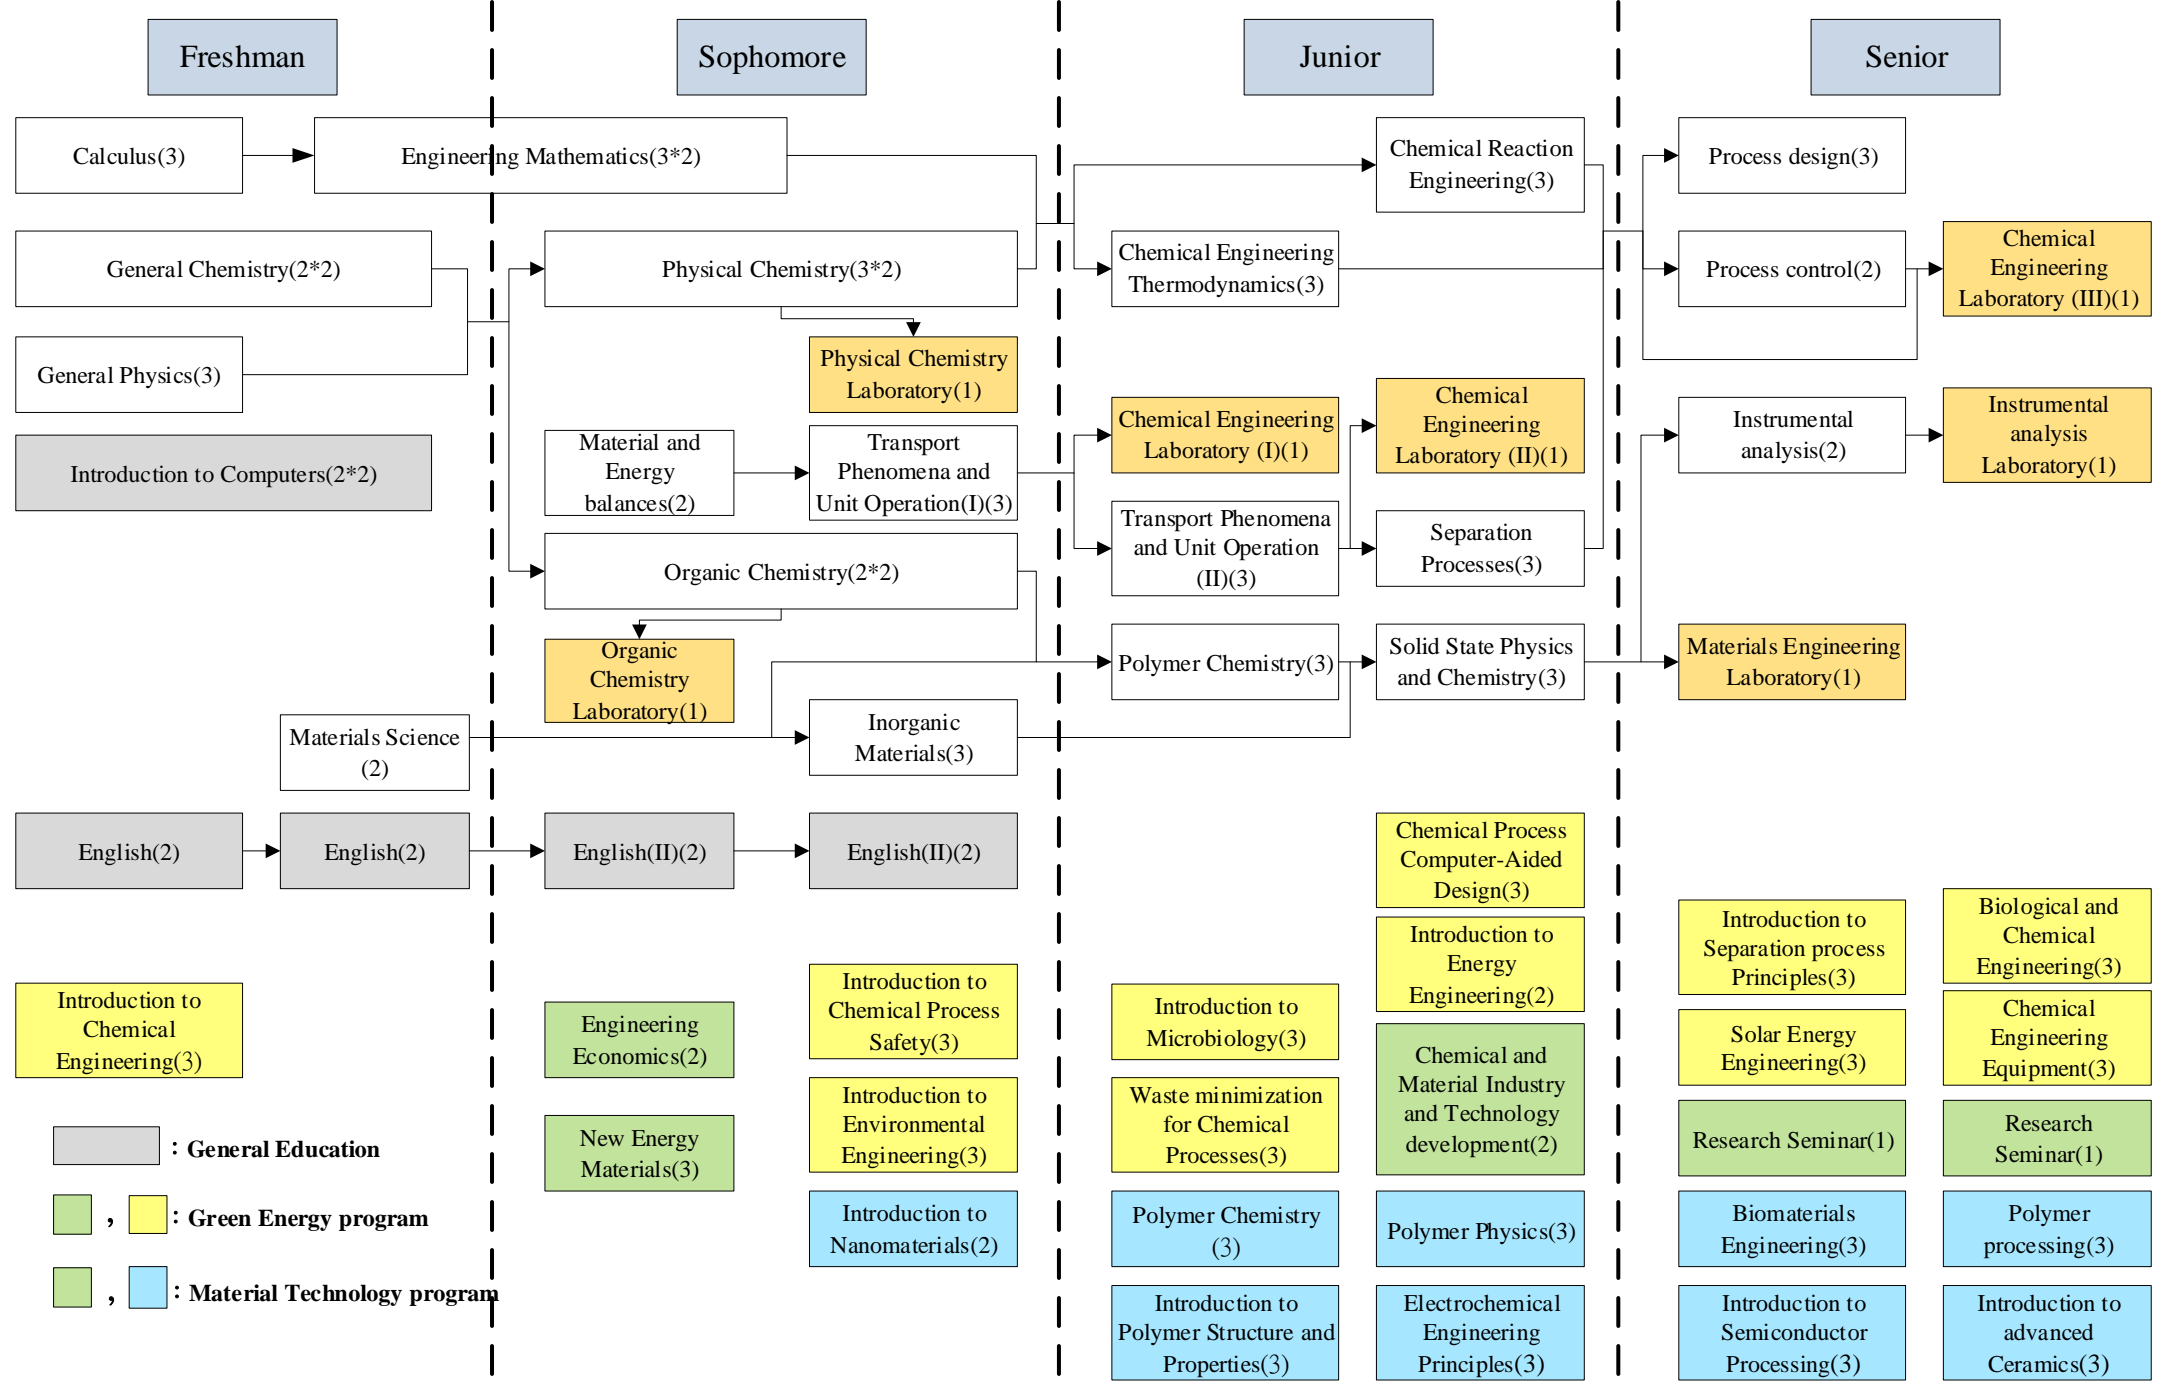 Freshman
Sophomore
Junior
Senior
Calculus(3)
Engineering Mathematics(3*2)
Chemical Reaction
Engineering(3)
Process design(3)
General Chemistry(2*2)
Physical Chemistry(3*2)
Chemical Engineering
Thermodynamics(3)
Process control(2)
Chemical
Engineering
Laboratory (III)(1)
General Physics(3)
Physical Chemistry
Laboratory(1)
Introduction to Computers(2*2)
Material and
Energy
balances(2)
Transport
Phenomena and
Unit Operation(I)(3)
Chemical Engineering
Laboratory (I)(1)
Chemical
Engineering
Laboratory (II)(1)
Instrumental
analysis(2)
Instrumental
analysis
Laboratory(1)
Organic Chemistry(2*2)
Transport Phenomena
and Unit Operation
(II)(3)
Separation
Processes(3)
Organic
Chemistry
Laboratory(1)
Polymer Chemistry(3)
Solid State Physics
and Chemistry(3)
Materials Engineering
Laboratory(1)
Materials Science
(2)
Inorganic
Materials(3)
English(2)
English(2)
English(II)(2)
English(II)(2)
Chemical Process
Computer-Aided
Design(3)
Introduction to
Energy
Engineering(2)
Introduction to
Separation process
Principles(3)
Biological and
Chemical
Engineering(3)
Introduction to
Chemical
Engineering(3)
Engineering
Economics(2)
Introduction to
Chemical Process
Safety(3)
Introduction to
Microbiology(3)
Chemical and
Material Industry
and Technology
development(2)
Solar Energy
Engineering(3)
Chemical
Engineering
Equipment(3)
New Energy
Materials(3)
Introduction to
Environmental
Engineering(3)
Waste minimization
for Chemical
Processes(3)
Research Seminar(1)
Research
Seminar(1)
Introduction to
Nanomaterials(2)
Polymer Chemistry
(3)
Polymer Physics(3)
Biomaterials
Engineering(3)
Polymer
processing(3)
Introduction to
Polymer Structure and
Properties(3)
Electrochemical
Engineering
Principles(3)
Introduction to
Semiconductor
Processing(3)
Introduction to
advanced
Ceramics(3)
: General Education
, : Green Energy program
, : Material Technology program